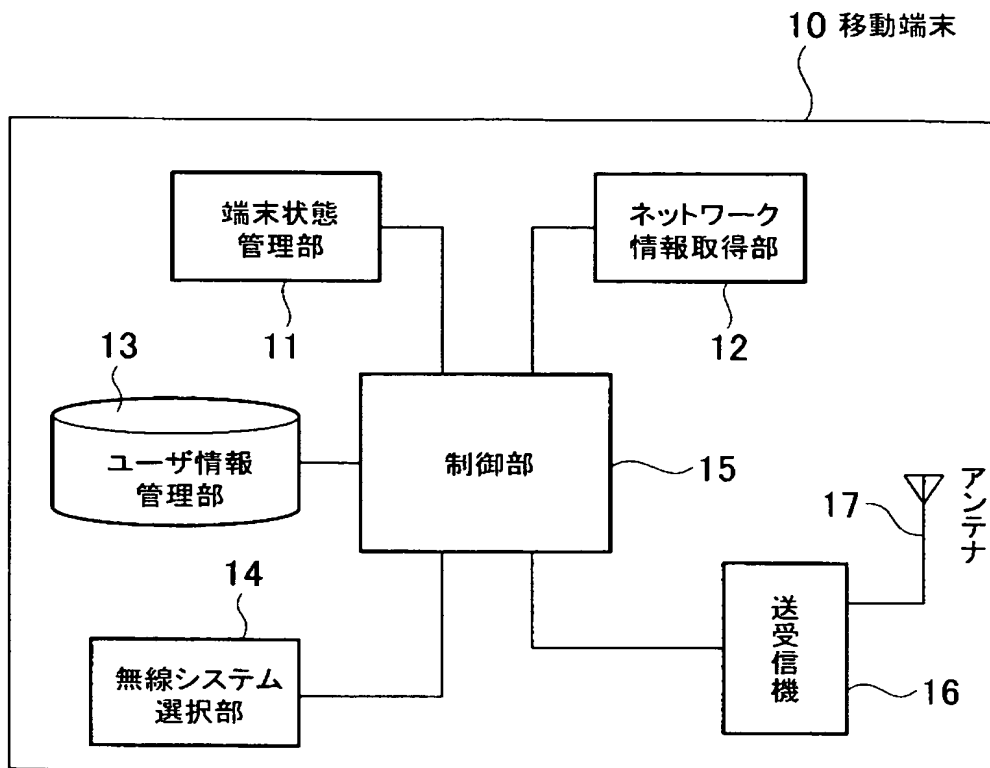 10 移動端末
端末状態
管理部
11
ネットワーク
情報取得部
12
13
ユーザ情報
管理部
制御部
15
14
無線システム
選択部
送受信機
16
17
アンテナ